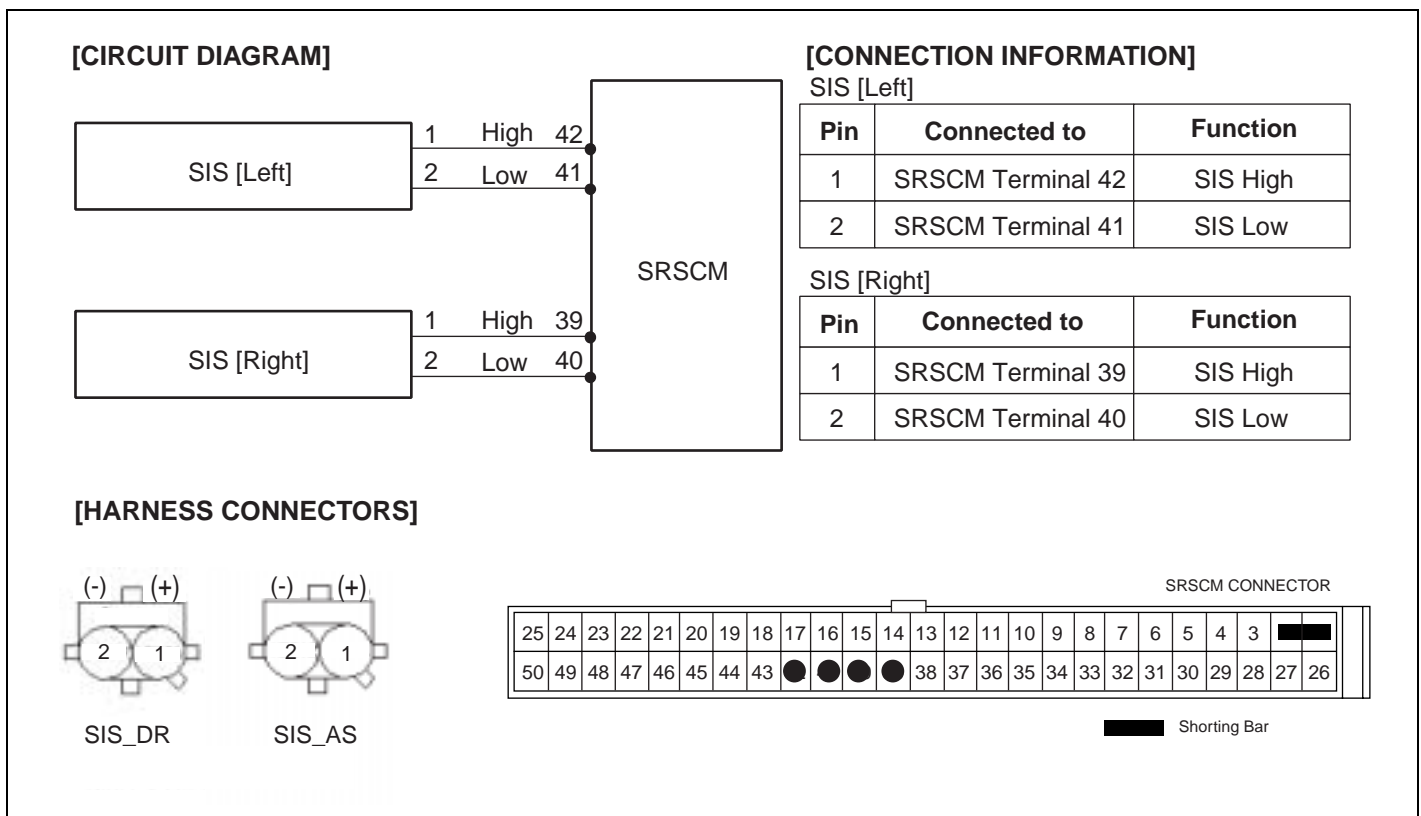 [CIRCUIT DIAGRAM]
SIS [Left]
1 High 42
2 Low 41
SRSCM
SIS [Right]
1 High 39
2 Low 40
[CONNECTION INFORMATION]
SIS [Left]
Pin Connected to Function
1 SRSCM Terminal 42 SIS High
2 SRSCM Terminal 41 SIS Low
SIS [Right]
Pin Connected to Function
1 SRSCM Terminal 39 SIS High
2 SRSCM Terminal 40 SIS Low
[HARNESS CONNECTORS]
(-) (+)
2 1
SIS_DR
(-) (+)
2 1
SIS_AS
SRSCM CONNECTOR
25 24 23 22 21 20 19 18 17 16 15 14 13 12 11 10 9 8 7 6 5 4 3
50 49 48 47 46 45 44 43 38 37 36 35 34 33 32 31 30 29 28 27 26
Shorting Bar